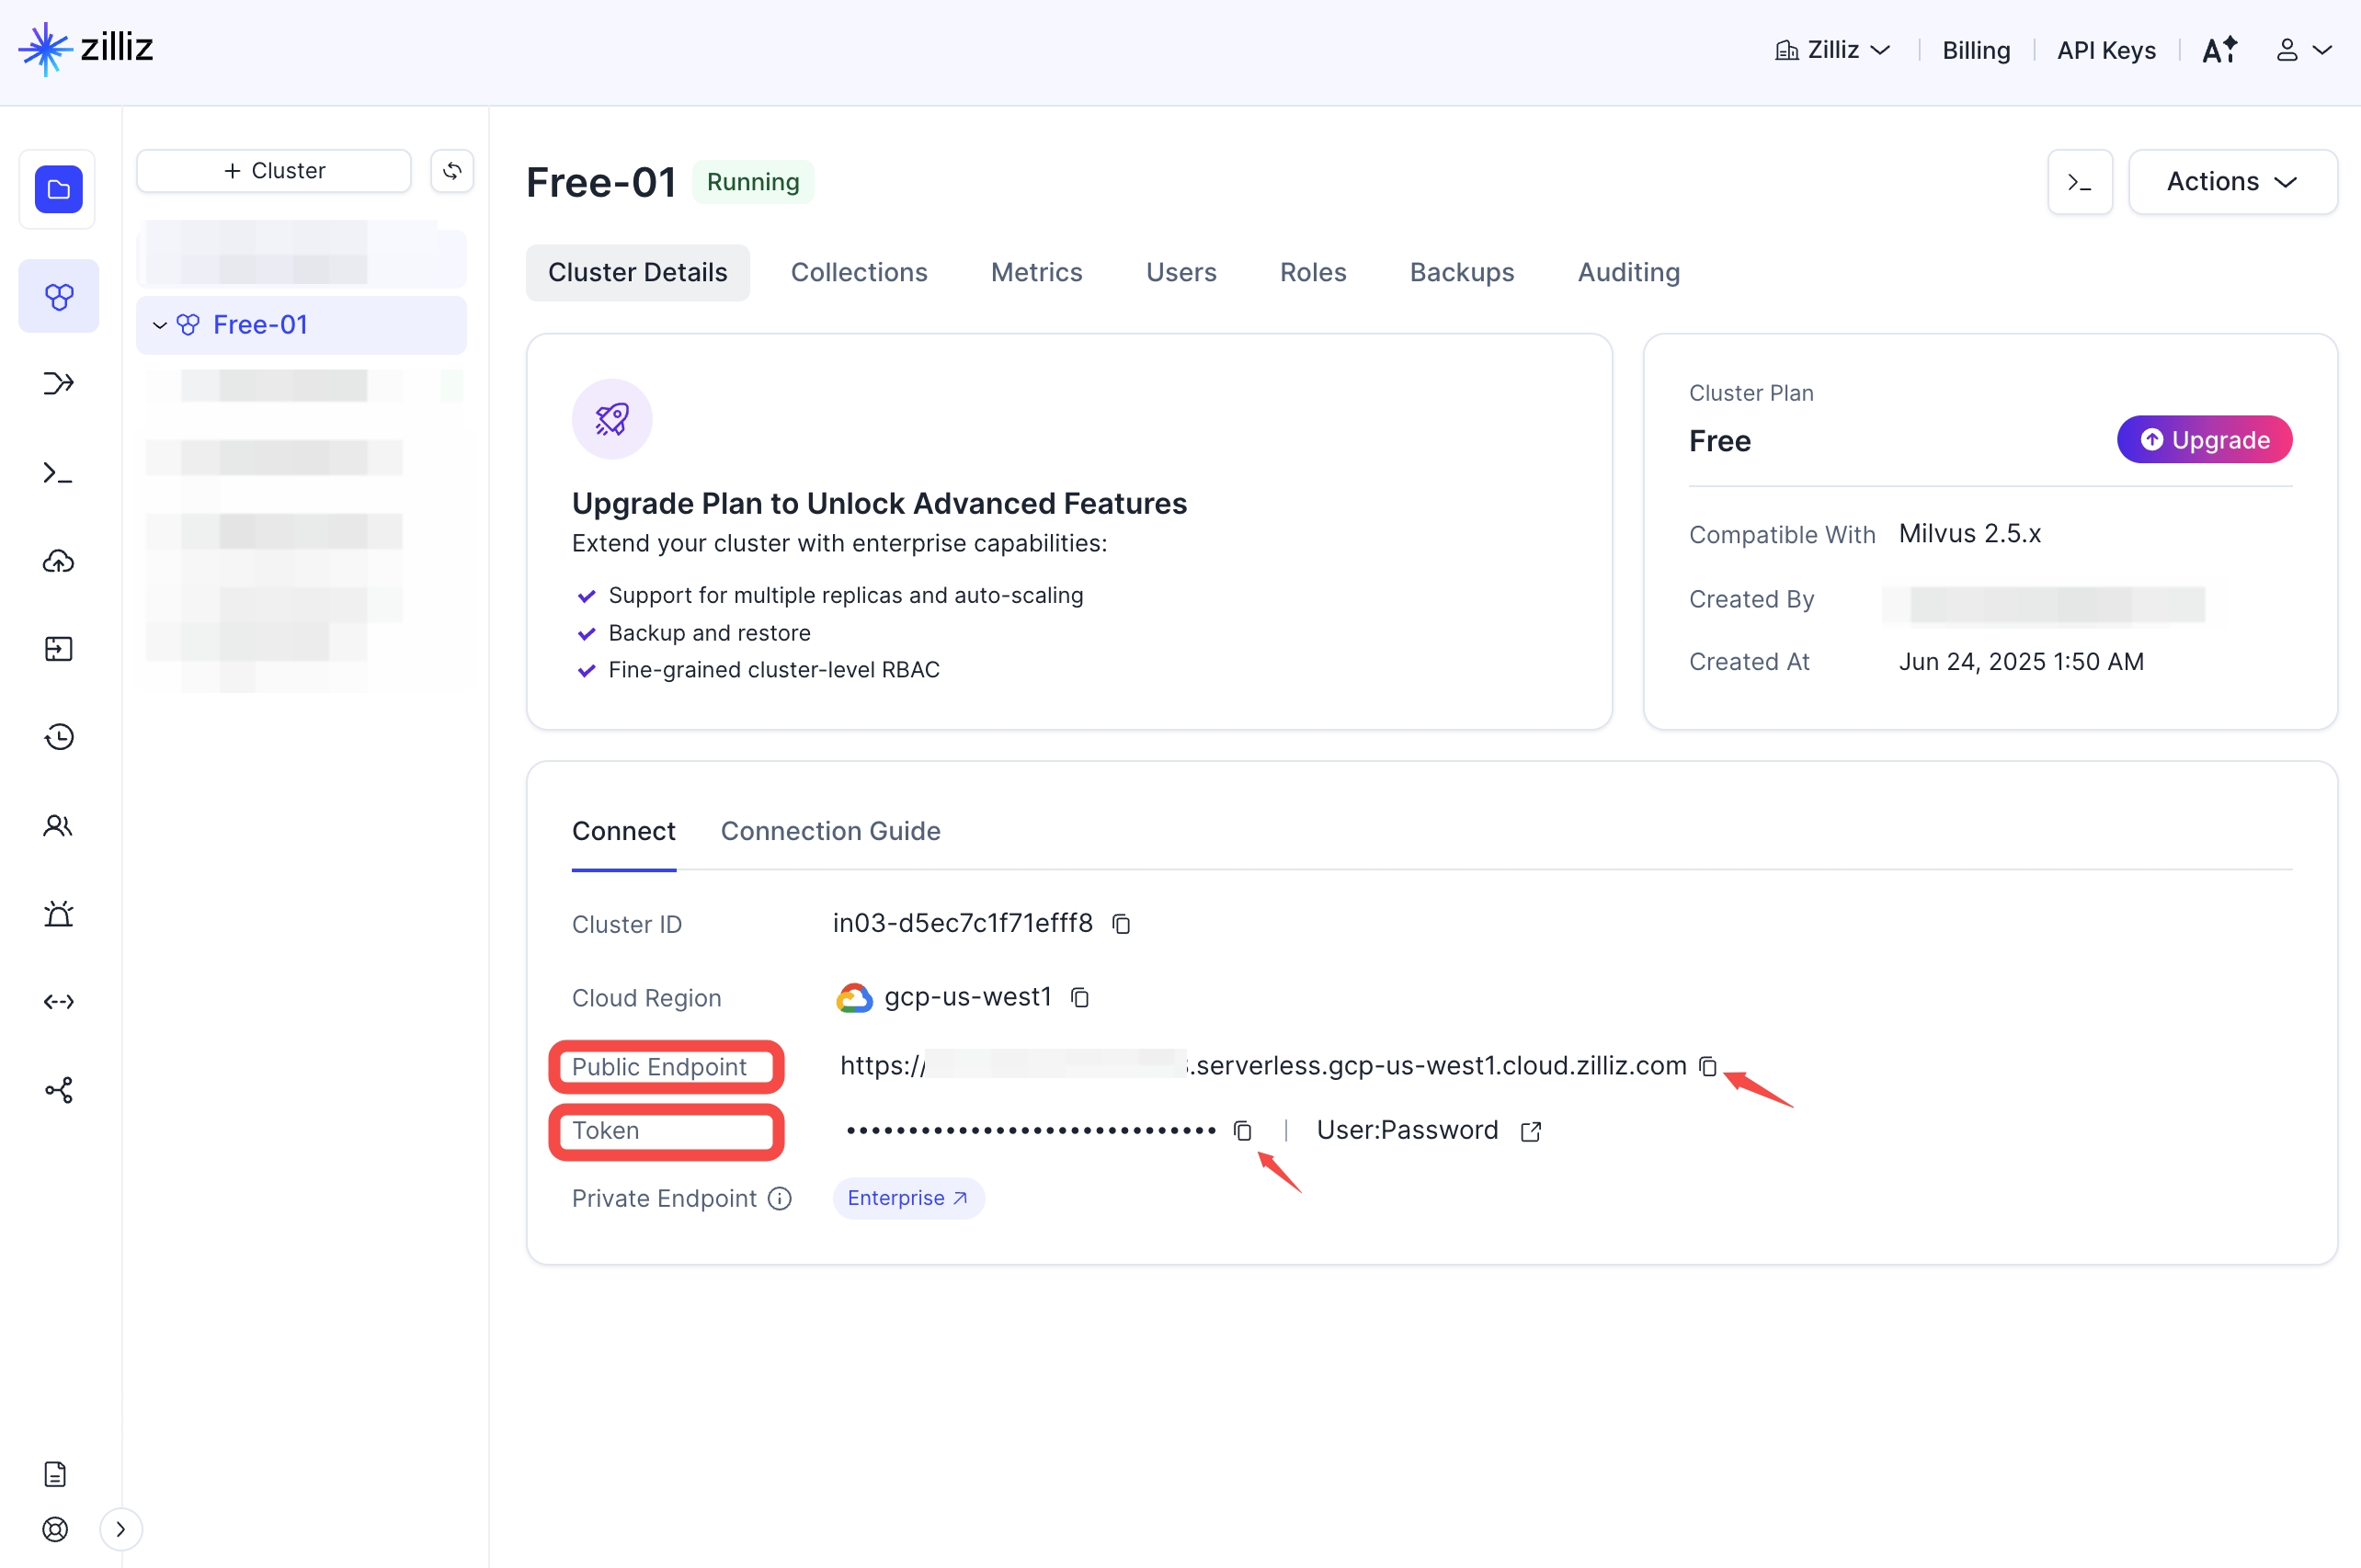 zilliz
Zilliz
Billing
API Keys
+ Cluster
Free-01
Free-01 Running
Actions
Cluster Details Collections Metrics Users Roles Backups Auditing
Upgrade Plan to Unlock Advanced Features
Extend your cluster with enterprise capabilities:
Support for multiple replicas and auto-scaling
Backup and restore
Fine-grained cluster-level RBAC
Cluster Plan
Free
Upgrade
Compatible With Milvus 2.5.x
Created By
Created At Jun 24, 2025 1:50 AM
Connect Connection Guide
Cluster ID in03-d5ec7c1f71efff8
Cloud Region gcp-us-west1
Public Endpoint https:// .serverless.gcp-us-west1.cloud.zilliz.com
Token •••••••••••••••••••••••••••••• | User:Password
Private Endpoint Enterprise